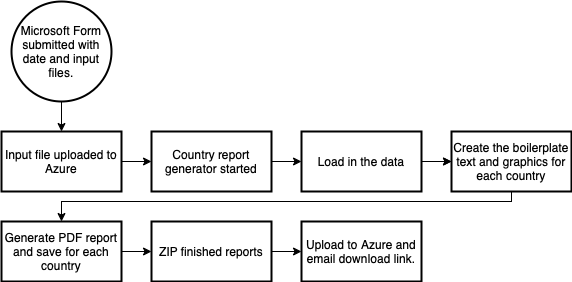 Microsoft Form
submitted with
date and input
files.
Input file uploaded to
Azure
Country report
generator started
Load in the data
Create the boilerplate
text and graphics for
each country
Generate PDF report
and save for each
country
ZIP finished reports
Upload to Azure and
email download link.